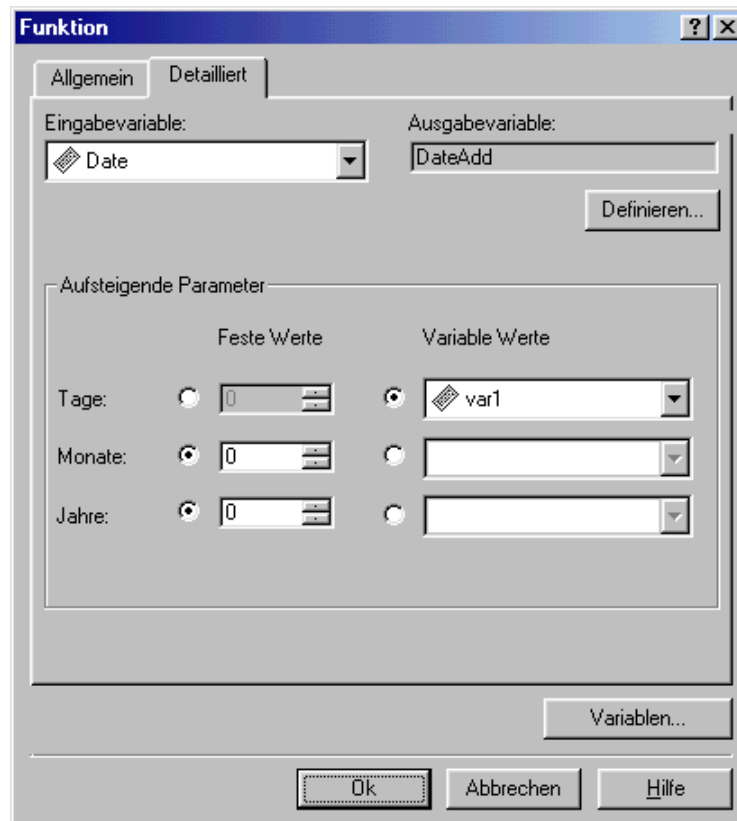 Funktion
Allgemein Detailliert
Eingabevariable: Ausgabevariable:
Date DateAdd
Definieren...
Aufsteigende Parameter
Feste Werte Variable Werte
Tage: 0 var1
Monate: 0
Jahre: 0
Variablen...
Ok Abbrechen Hilfe